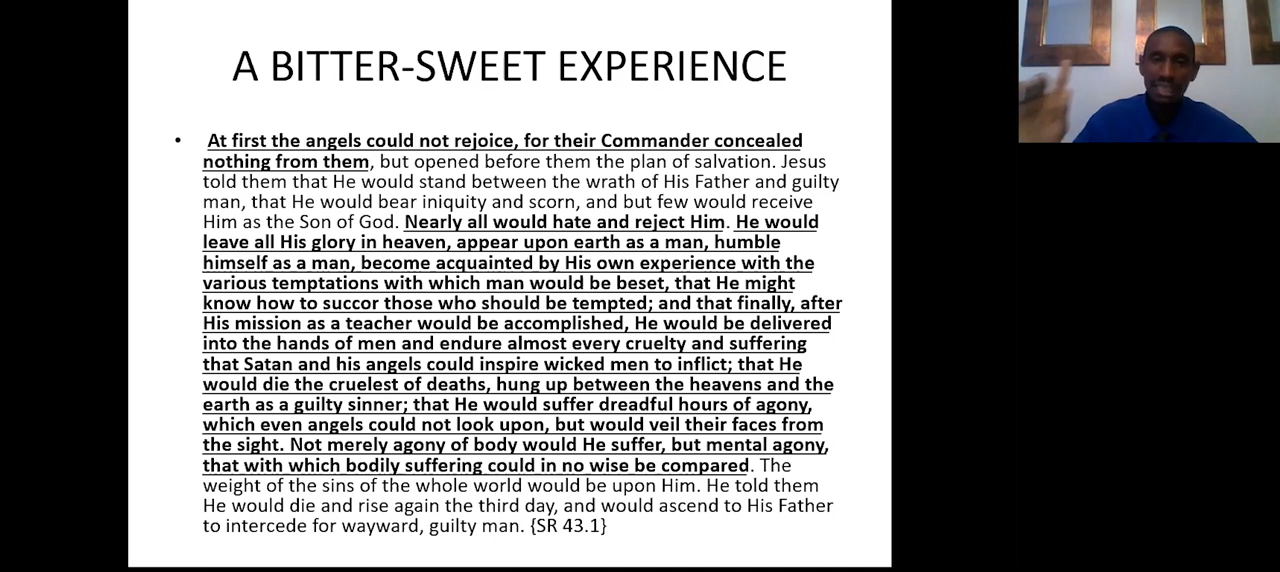 A BITTER-SWEET EXPERIENCE
• At first the angels could not rejoice, for their Commander concealed
nothing from them, but opened before them the plan of salvation. Jesus
told them that He would stand between the wrath of His Father and guilty
man, that He would bear iniquity and scorn, and but few would receive
Him as the Son of God. Nearly all would hate and reject Him. He would
leave all His glory in heaven, appear upon earth as a man, humble
himself as a man, become acquainted by His own experience with the
various temptations with which man would be beset, that He might
know how to succor those who should be tempted; and that finally, after
His mission as a teacher would be accomplished, He would be delivered
into the hands of men and endure almost every cruelty and suffering
that Satan and his angels could inspire wicked men to inflict; that He
would die the cruelest of deaths, hung up between the heavens and the
earth as a guilty sinner; that He would suffer dreadful hours of agony,
which even angels could not look upon, but would veil their faces from
the sight. Not merely agony of body would He suffer, but mental agony,
that with which bodily suffering could in no wise be compared. The
weight of the sins of the whole world would be upon Him. He told them
He would die and rise again the third day, and would ascend to His Father
to intercede for wayward, guilty man. {SR 43.1}